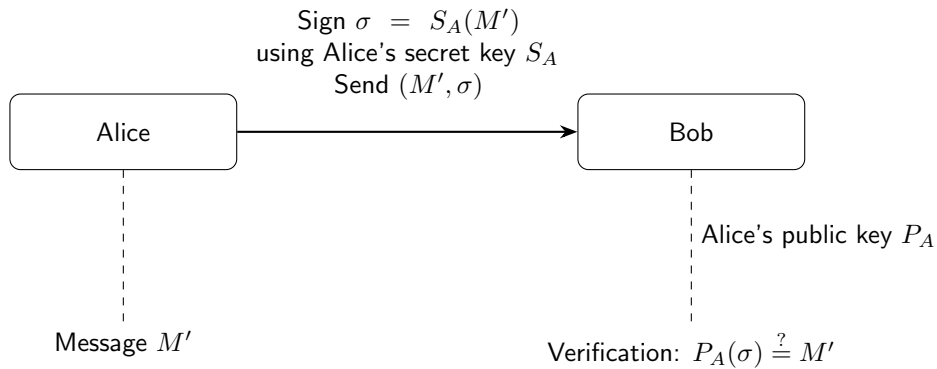 Sign σ = S_A(M′)
using Alice's secret key S_A
Send (M′, σ)
Alice
Bob
Alice's public key P_A
Message M′
Verification: P_A(σ) ≟ M′